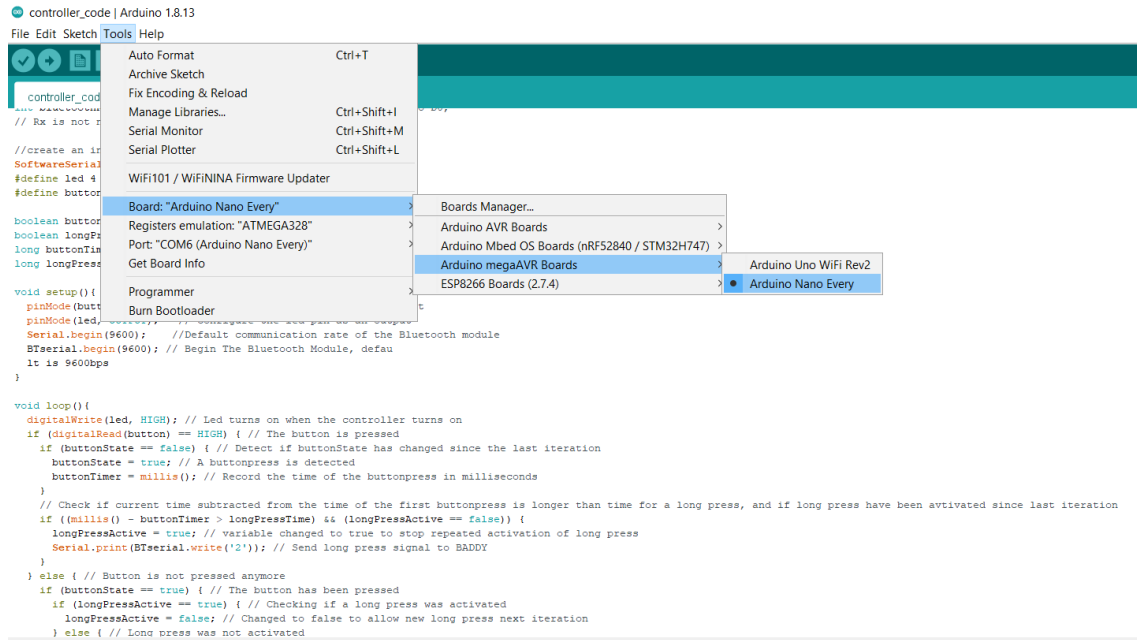 controller_code | Arduino 1.8.13
File Edit Sketch Tools Help
Auto Format Ctrl+T
Archive Sketch
Fix Encoding & Reload
Manage Libraries... Ctrl+Shift+I
Serial Monitor Ctrl+Shift+M
Serial Plotter Ctrl+Shift+L
WiFi101 / WiFiNINA Firmware Updater
Board: "Arduino Nano Every"
Registers emulation: "ATMEGA328"
Port: "COM6 (Arduino Nano Every)"
Get Board Info
Programmer
Burn Bootloader
Boards Manager...
Arduino AVR Boards
Arduino Mbed OS Boards (nRF52840 / STM32H747)
Arduino megaAVR Boards
ESP8266 Boards (2.7.4)
Arduino Uno WiFi Rev2
Arduino Nano Every
controller_cod
// Rx is not
//create an
SoftwareSerial
#define led 4
#define button
boolean button
boolean longPr
long buttonTim
long longPress
void setup(){
pinMode(butt
pinMode(led,
Serial.begin(9600); //Default communication rate of the Bluetooth module
BTserial.begin(9600); // Begin The Bluetooth Module, defau
lt is 9600bps
}
void loop(){
digitalWrite(led, HIGH); // Led turns on when the controller turns on
if (digitalRead(button) == HIGH) { // The button is pressed
if (buttonState == false) { // Detect if buttonState has changed since the last iteration
buttonState = true; // A buttonpress is detected
buttonTimer = millis(); // Record the time of the buttonpress in milliseconds
}
// Check if current time subtracted from the time of the first buttonpress is longer than time for a long press, and if long press have been avtivated since last iteration
if ((millis() - buttonTimer > longPressTime) && (longPressActive == false)) {
longPressActive = true; // variable changed to true to stop repeated activation of long press
Serial.print(BTserial.write('2')); // Send long press signal to BADDY
}
} else { // Button is not pressed anymore
if (buttonState == true) { // The button has been pressed
if (longPressActive == true) { // Checking if a long press was activated
longPressActive = false; // Changed to false to allow new long press next iteration
} else { // Long press was not activated